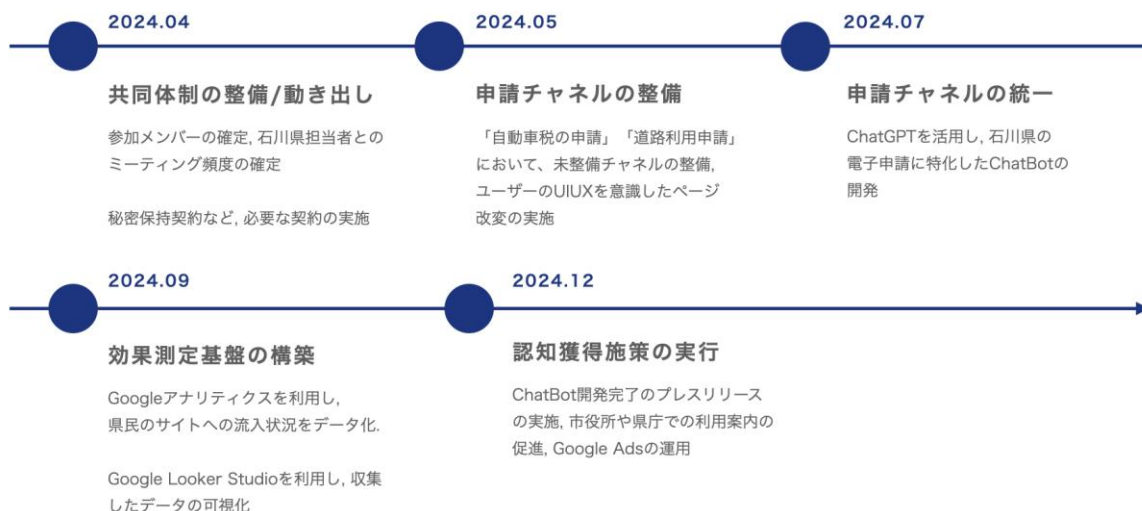 2024.04
共同体制の整備/動き出し
参加メンバーの確定, 石川県担当者との
ミーティング頻度の確定
秘密保持契約など, 必要な契約の実施
2024.05
申請チャネルの整備
「自動車税の申請」「道路利用申請」
において、未整備チャネルの整備,
ユーザーのUIUXを意識したページ
改変の実施
2024.07
申請チャネルの統一
ChatGPTを活用し, 石川県の
電子申請に特化したChatBotの
開発
2024.09
効果測定基盤の構築
Googleアナリティクスを利用し,
県民のサイトへの流入状況をデータ化.
Google Looker Studioを利用し, 収集
したデータの可視化
2024.12
認知獲得施策の実行
ChatBot開発完了のプレスリリース
の実施, 市役所や県庁での利用案内の
促進, Google Adsの運用